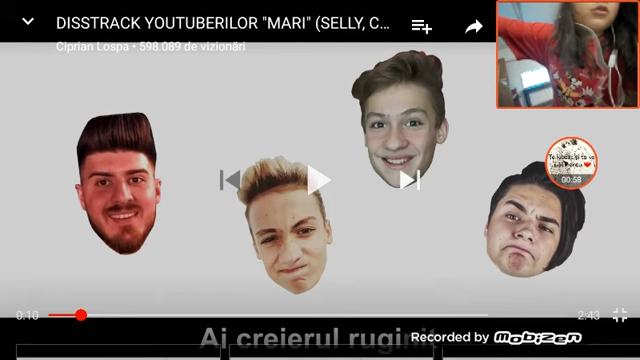 DISSTRACK YOUTUBERILOR "MARI" (SELLY, C...
Ciprian Lospa • 598.089 de vizionări
00:58
0:10
2:43
Ai creierul ruginit
Recorded by MOBIZEN